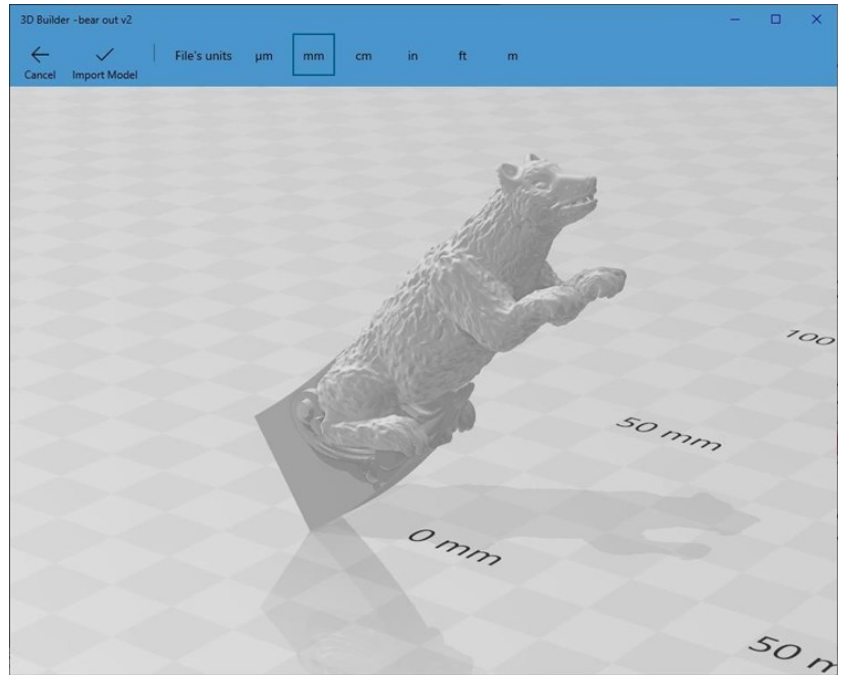 3D Builder -bear out v2
File's units µm mm cm in ft m
Cancel Import Model
100
50 mm
0 mm
50 m